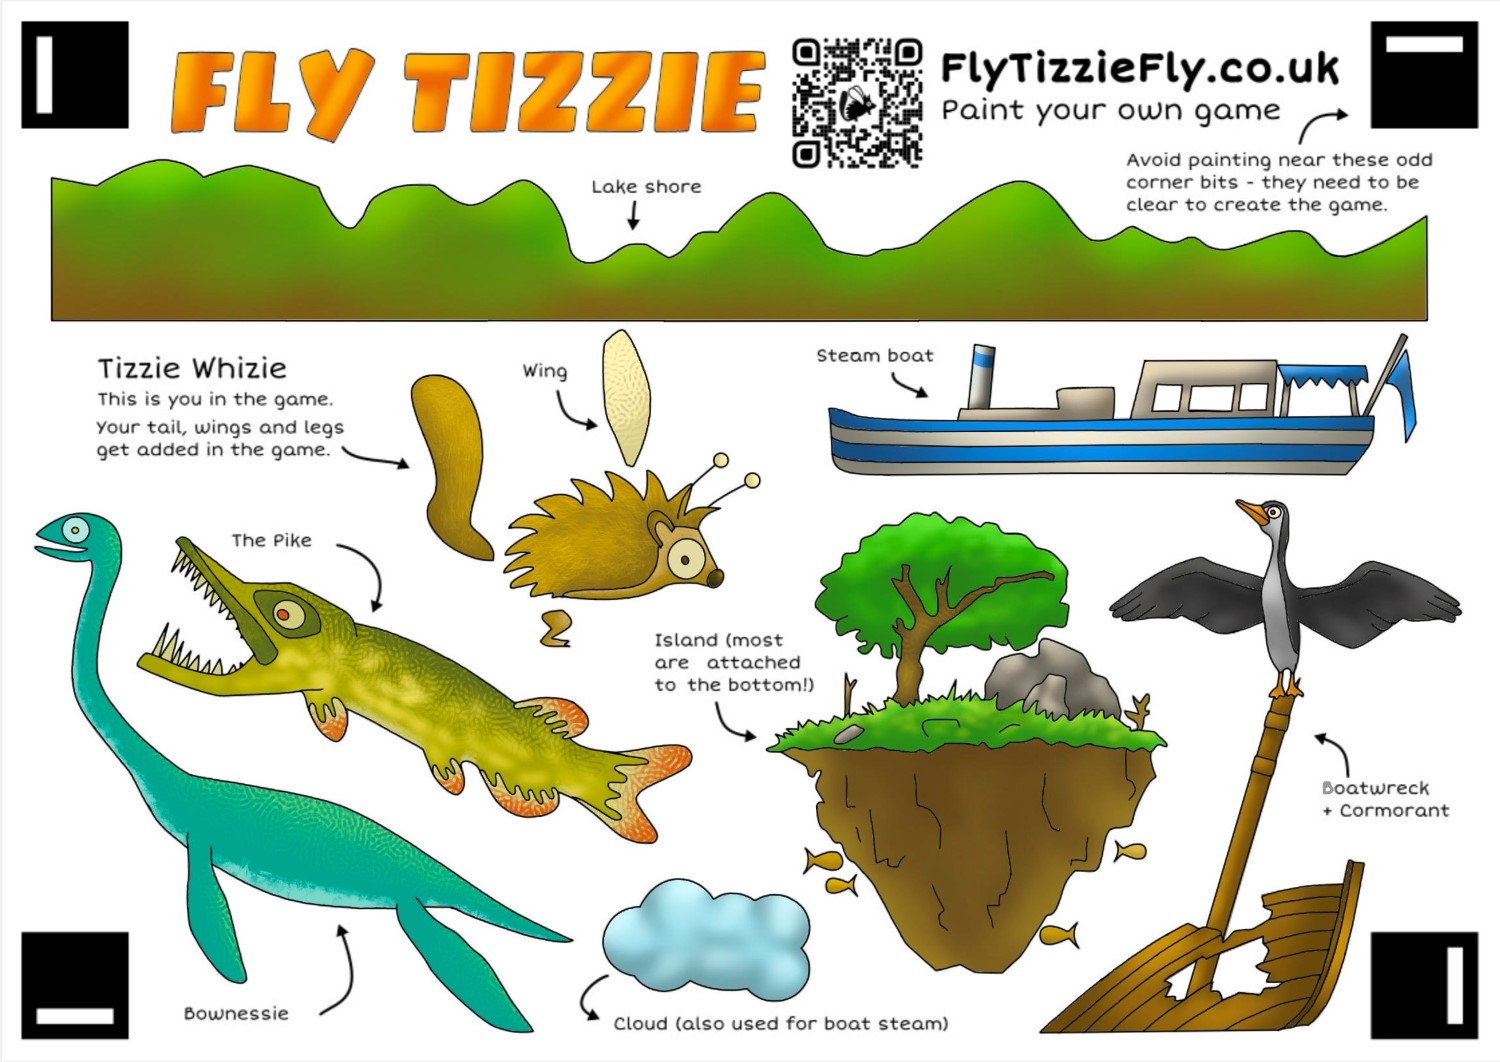 FLY TIZZIE
FlyTizzieFly.co.uk
Paint your own game
Avoid painting near these odd
corner bits - they need to be
clear to create the game.
Lake shore
Tizzie Whizie
This is you in the game.
Your tail, wings and legs
get added in the game.
Wing
Steam boat
The Pike
Island (most
are attached
to the bottom!)
Boatwreck
+ Cormorant
Bownessie
Cloud (also used for boat steam)